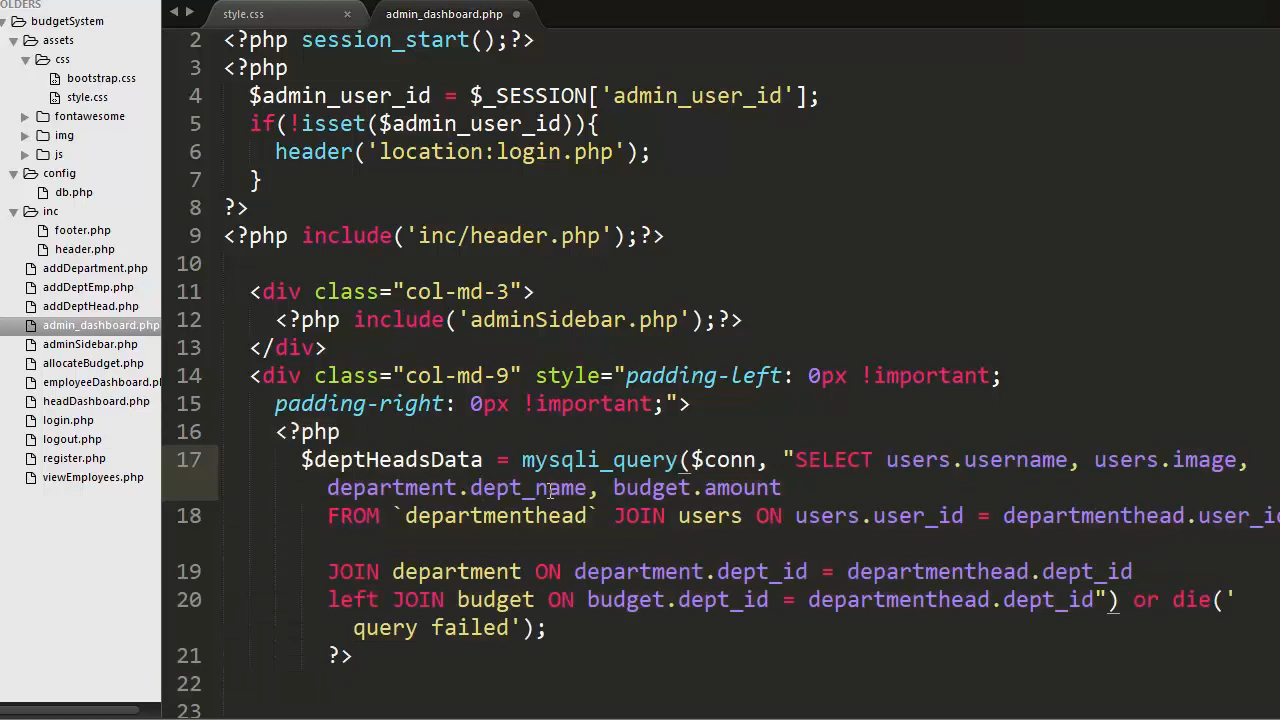 OLDERS
budgetSystem
assets
css
bootstrap.css
style.css
fontawesome
img
js
config
db.php
inc
footer.php
header.php
addDepartment.php
addDeptEmp.php
addDeptHead.php
admin_dashboard.php
adminSidebar.php
allocateBudget.php
employeeDashboard.ph
headDashboard.php
login.php
logout.php
register.php
viewEmployees.php
style.css × admin_dashboard.php
2 <?php session_start();?>
3 <?php
4 $admin_user_id = $_SESSION['admin_user_id'];
5 if(!isset($admin_user_id)){
6 header('location:login.php');
7 }
8 ?>
9 <?php include('inc/header.php');?>
10
11 <div class="col-md-3">
12 <?php include('adminSidebar.php');?>
13 </div>
14 <div class="col-md-9" style="padding-left: 0px !important;
15 padding-right: 0px !important;">
16 <?php
17 $deptHeadsData = mysqli_query($conn, "SELECT users.username, users.image,
department.dept_name, budget.amount
18 FROM `departmenthead` JOIN users ON users.user_id = departmenthead.user_id
19 JOIN department ON department.dept_id = departmenthead.dept_id
20 left JOIN budget ON budget.dept_id = departmenthead.dept_id") or die('
query failed');
21 ?>
22
23